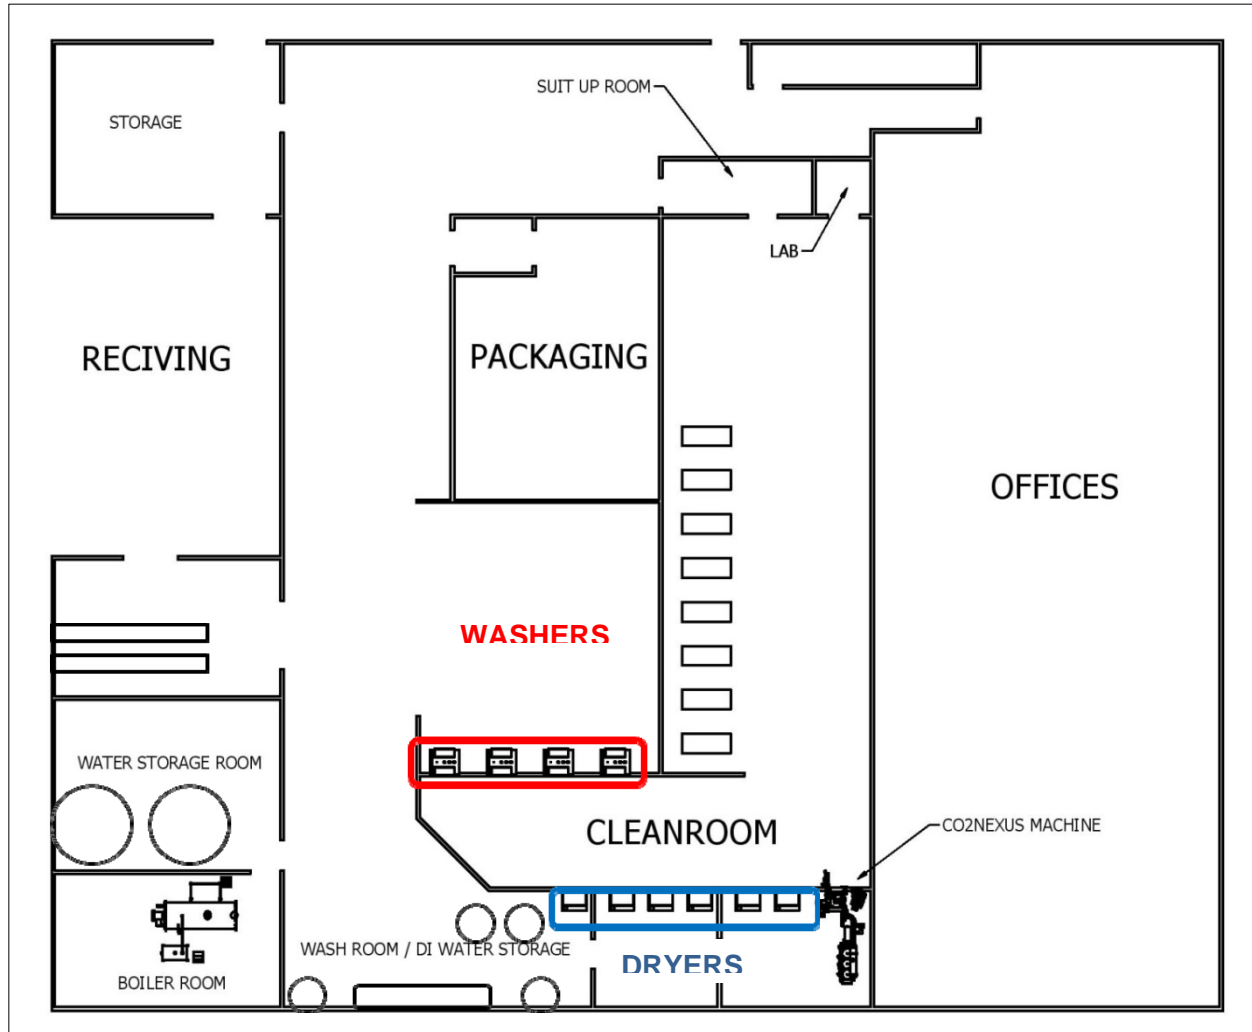 SUIT UP ROOM
STORAGE
LAB
RECIVING
PACKAGING
OFFICES
WASHERS
WATER STORAGE ROOM
CLEANROOM
CO2NEXUS MACHINE
WASH ROOM / DI WATER STORAGE
DRYERS
BOILER ROOM